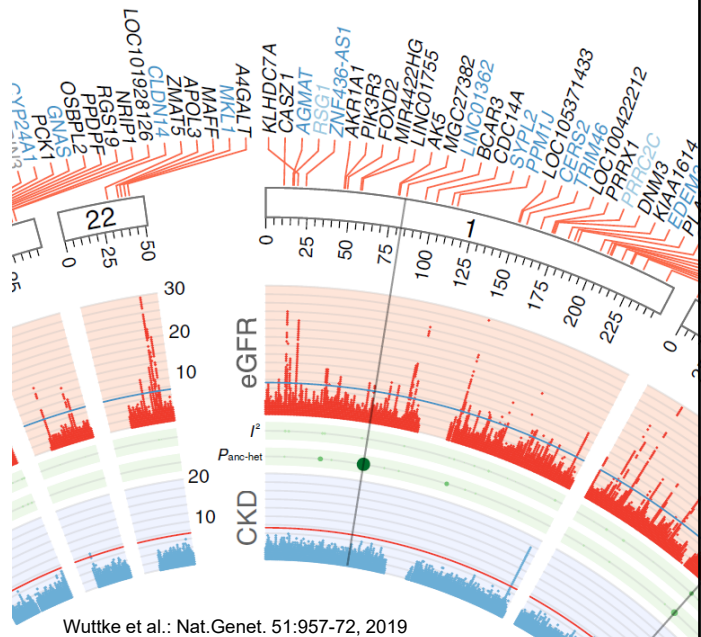 CYP24A1
PCK1
GNAS
OSBPL2
PPDPF
RGS19
NRIP1
LOC101928126
CLDN14
ZMAT5
APOL3
MAFF
MKL1
A4GALT
KLHDC7A
CASZ1
AGMAT
RSG1
ZNF436-AS1
AKR1A1
PIK3R3
FOXD2
MIR4422HG
LINC01755
AK5
MGC27382
LINC01362
BCAR3
CDC14A
SYPL2
PPM1J
LOC105371433
CERS2
TRIM46
LOC100422212
PRRX1
PRRC2C
DNM3
KIAA1614
22
1
0
25
50
0
25
50
75
100
125
150
175
200
225
0
30
20
10
eGFR
I²
Panc-het
20
10
CKD
Wuttke et al.: Nat.Genet. 51:957-72, 2019